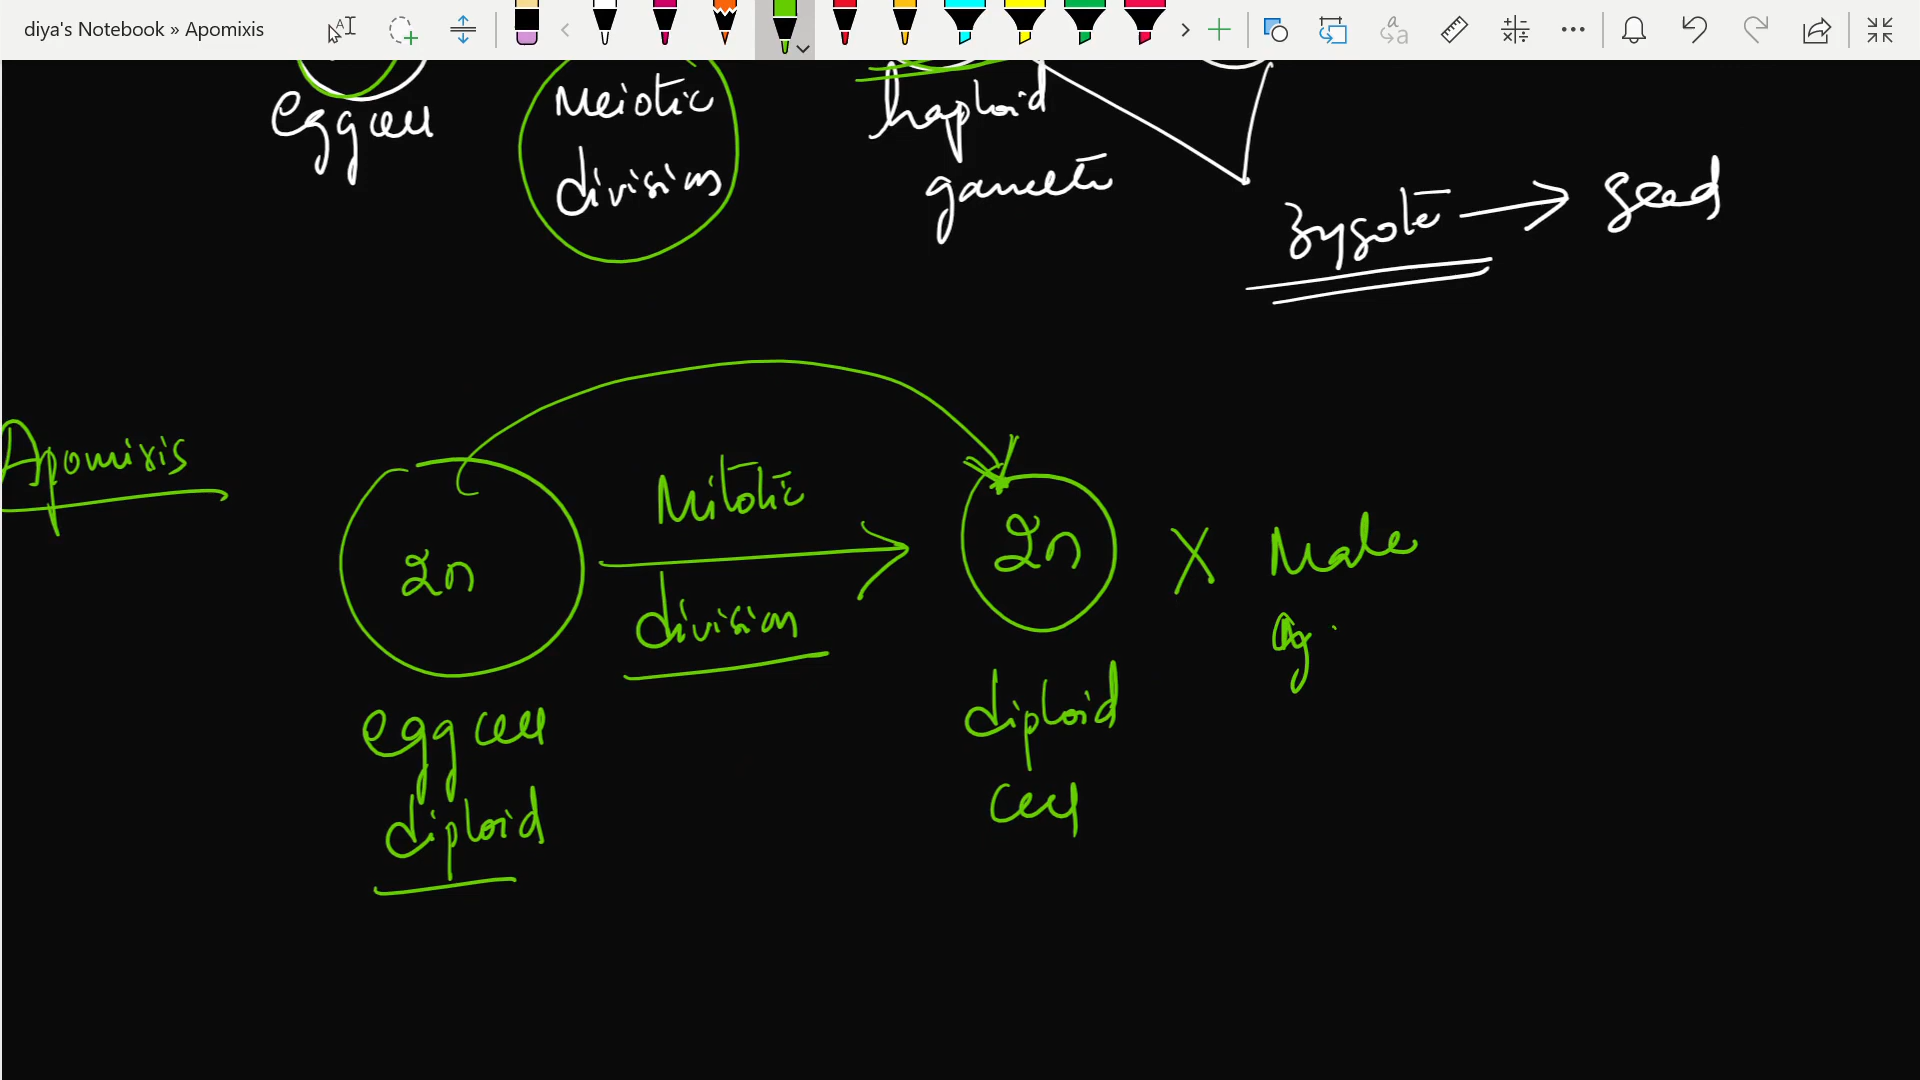 diya's Notebook » Apomixis
egg cell
Meiotic
division
haploid
gamete
zygote → seed
Apomixis
2n
Mitotic
division
2n
X Male
egg cell
diploid
diploid
cell